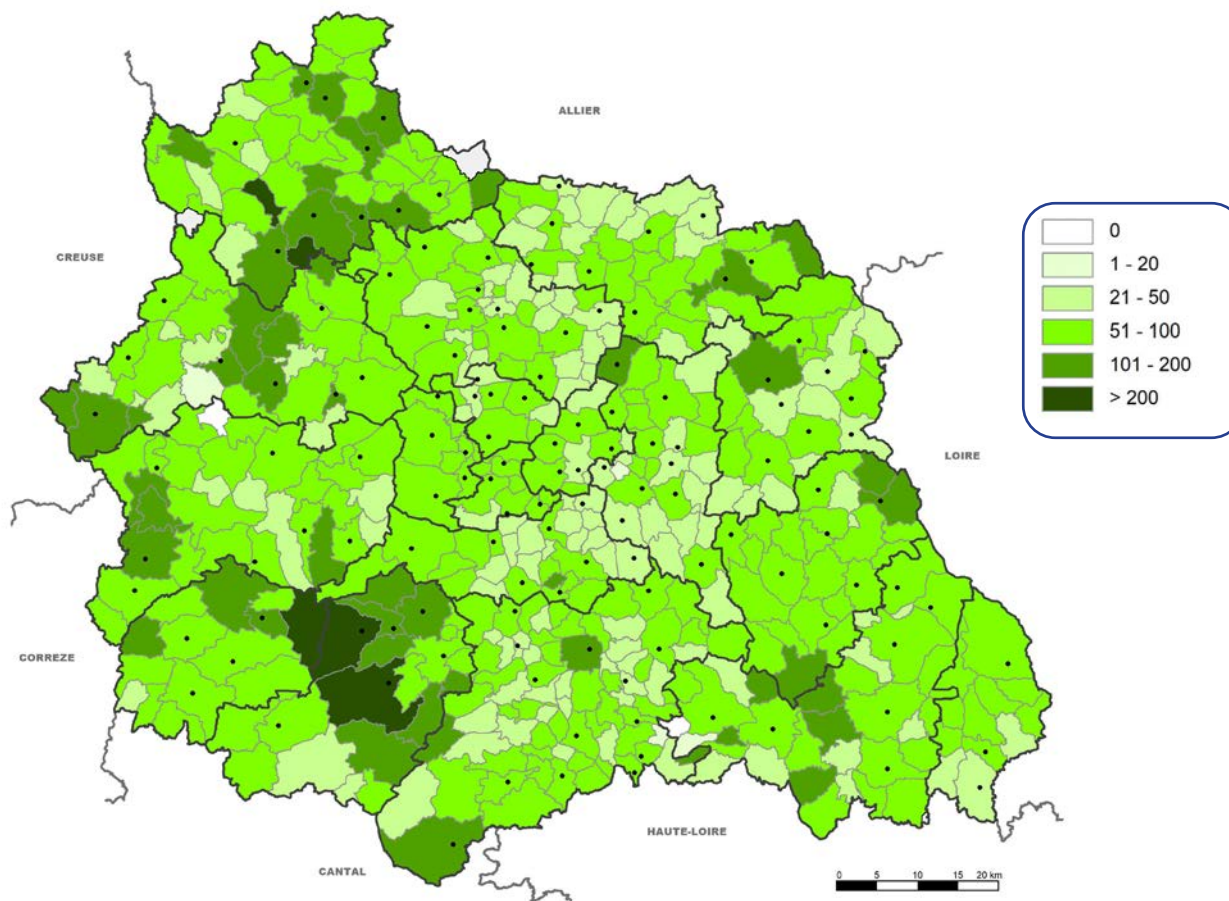 ALLIER
CREUSE
LOIRE
CORREZE
HAUTE-LOIRE
CANTAL
0
1 - 20
21 - 50
51 - 100
101 - 200
> 200
0 5 10 15 20 km